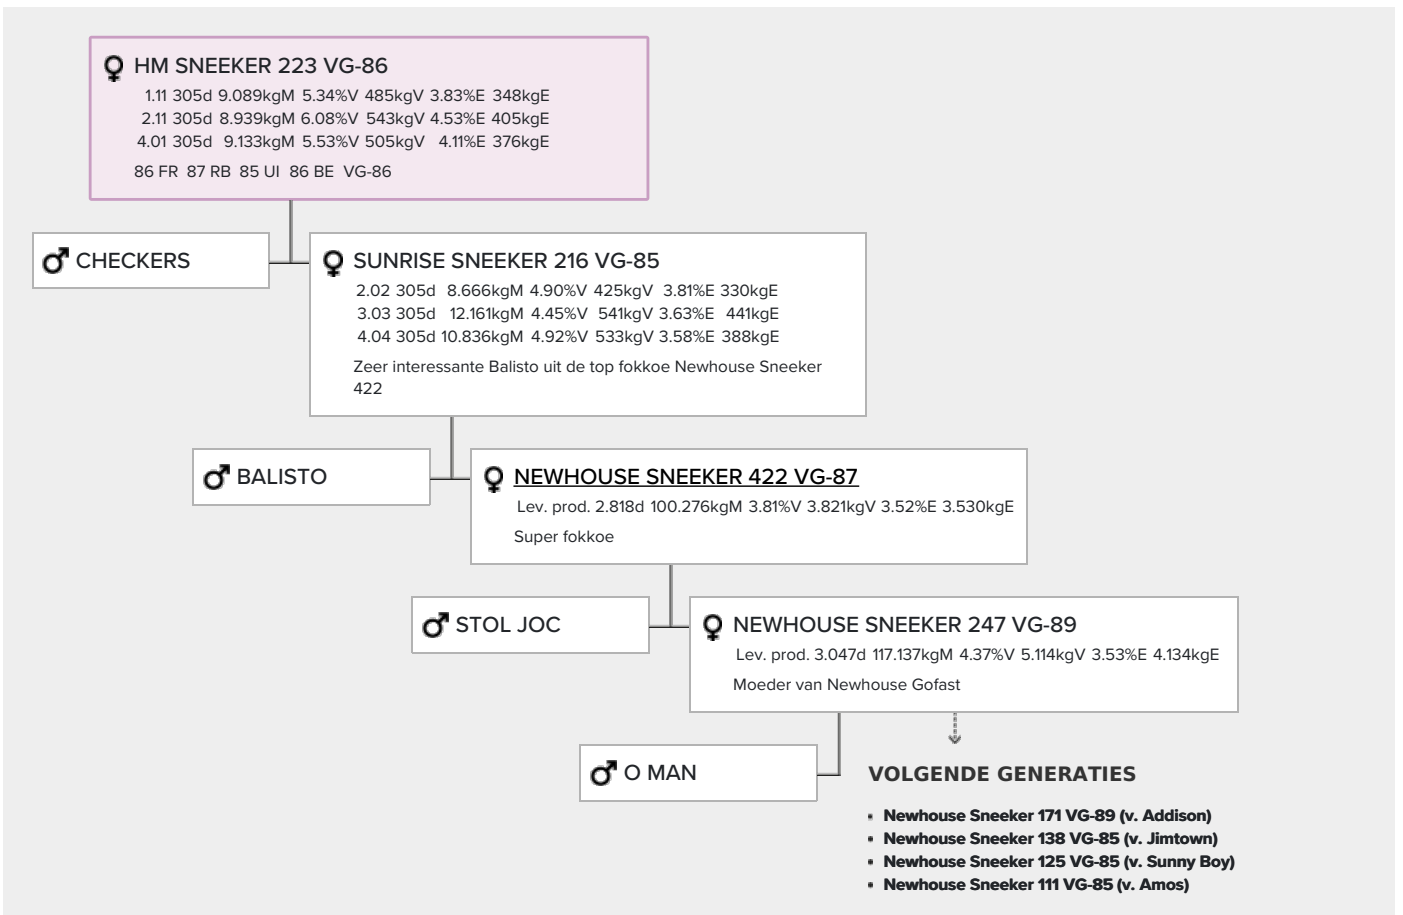 HM SNEEKER 223 VG-86
1.11 305d 9.089kgM 5.34%V 485kgV 3.83%E 348kgE
2.11 305d 8.939kgM 6.08%V 543kgV 4.53%E 405kgE
4.01 305d 9.133kgM 5.53%V 505kgV 4.11%E 376kgE
86 FR 87 RB 85 UI 86 BE VG-86
CHECKERS
SUNRISE SNEEKER 216 VG-85
2.02 305d 8.666kgM 4.90%V 425kgV 3.81%E 330kgE
3.03 305d 12.161kgM 4.45%V 541kgV 3.63%E 441kgE
4.04 305d 10.836kgM 4.92%V 533kgV 3.58%E 388kgE
Zeer interessante Balisto uit de top fokkoe Newhouse Sneeker
422
BALISTO
NEWHOUSE SNEEKER 422 VG-87
Lev. prod. 2.818d 100.276kgM 3.81%V 3.821kgV 3.52%E 3.530kgE
Super fokkoe
STOL JOC
NEWHOUSE SNEEKER 247 VG-89
Lev. prod. 3.047d 117.137kgM 4.37%V 5.114kgV 3.53%E 4.134kgE
Moeder van Newhouse Gofast
O MAN
VOLGENDE GENERATIES
Newhouse Sneeker 171 VG-89 (v. Addison)
Newhouse Sneeker 138 VG-85 (v. Jimtown)
Newhouse Sneeker 125 VG-85 (v. Sunny Boy)
Newhouse Sneeker 111 VG-85 (v. Amos)